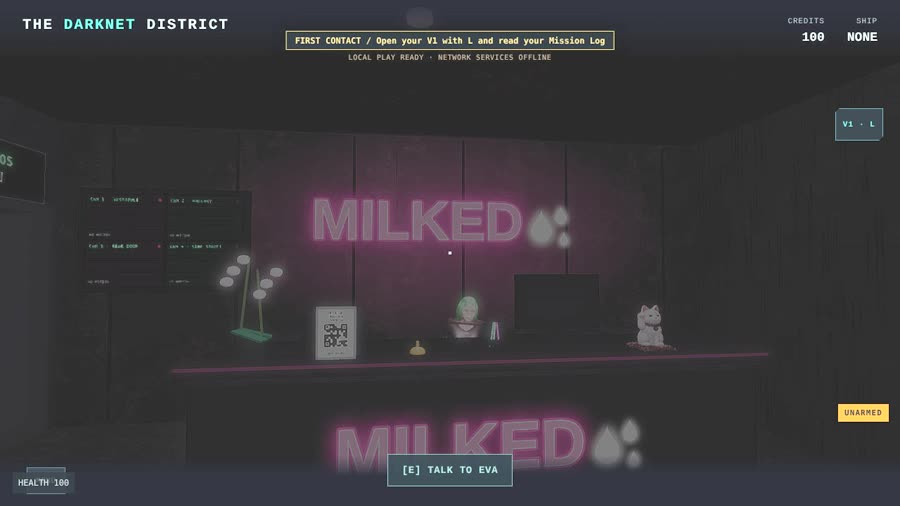 THE DARKNET DISTRICT
CREDITS
100
SHIP
NONE
FIRST CONTACT / Open your V1 with L and read your Mission Log
LOCAL PLAY READY · NETWORK SERVICES OFFLINE
V1 · L
OS
MILKED
UNARMED
MILKED
[E] TALK TO EVA
HEALTH 100